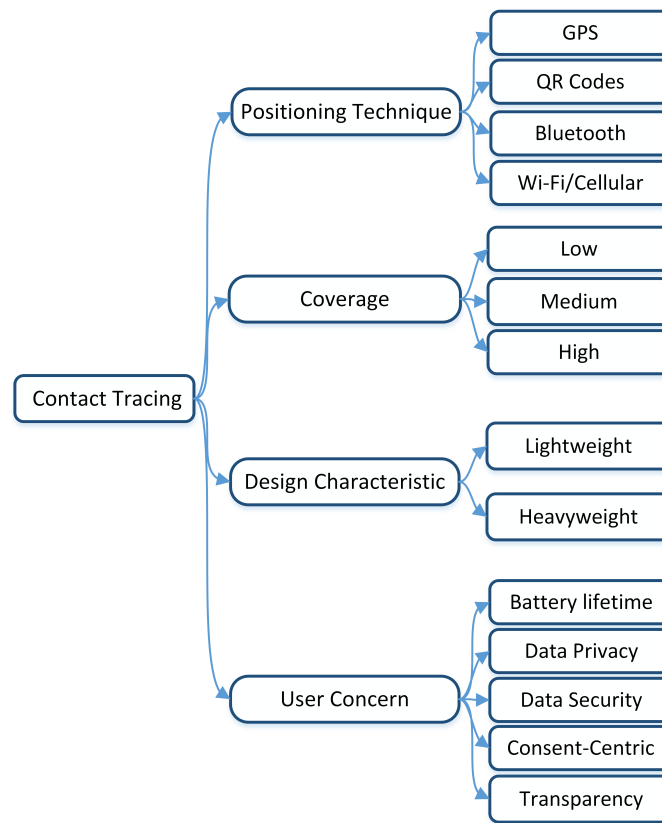 Contact Tracing
Positioning Technique
GPS
QR Codes
Bluetooth
Wi-Fi/Cellular
Coverage
Low
Medium
High
Design Characteristic
Lightweight
Heavyweight
User Concern
Battery lifetime
Data Privacy
Data Security
Consent-Centric
Transparency